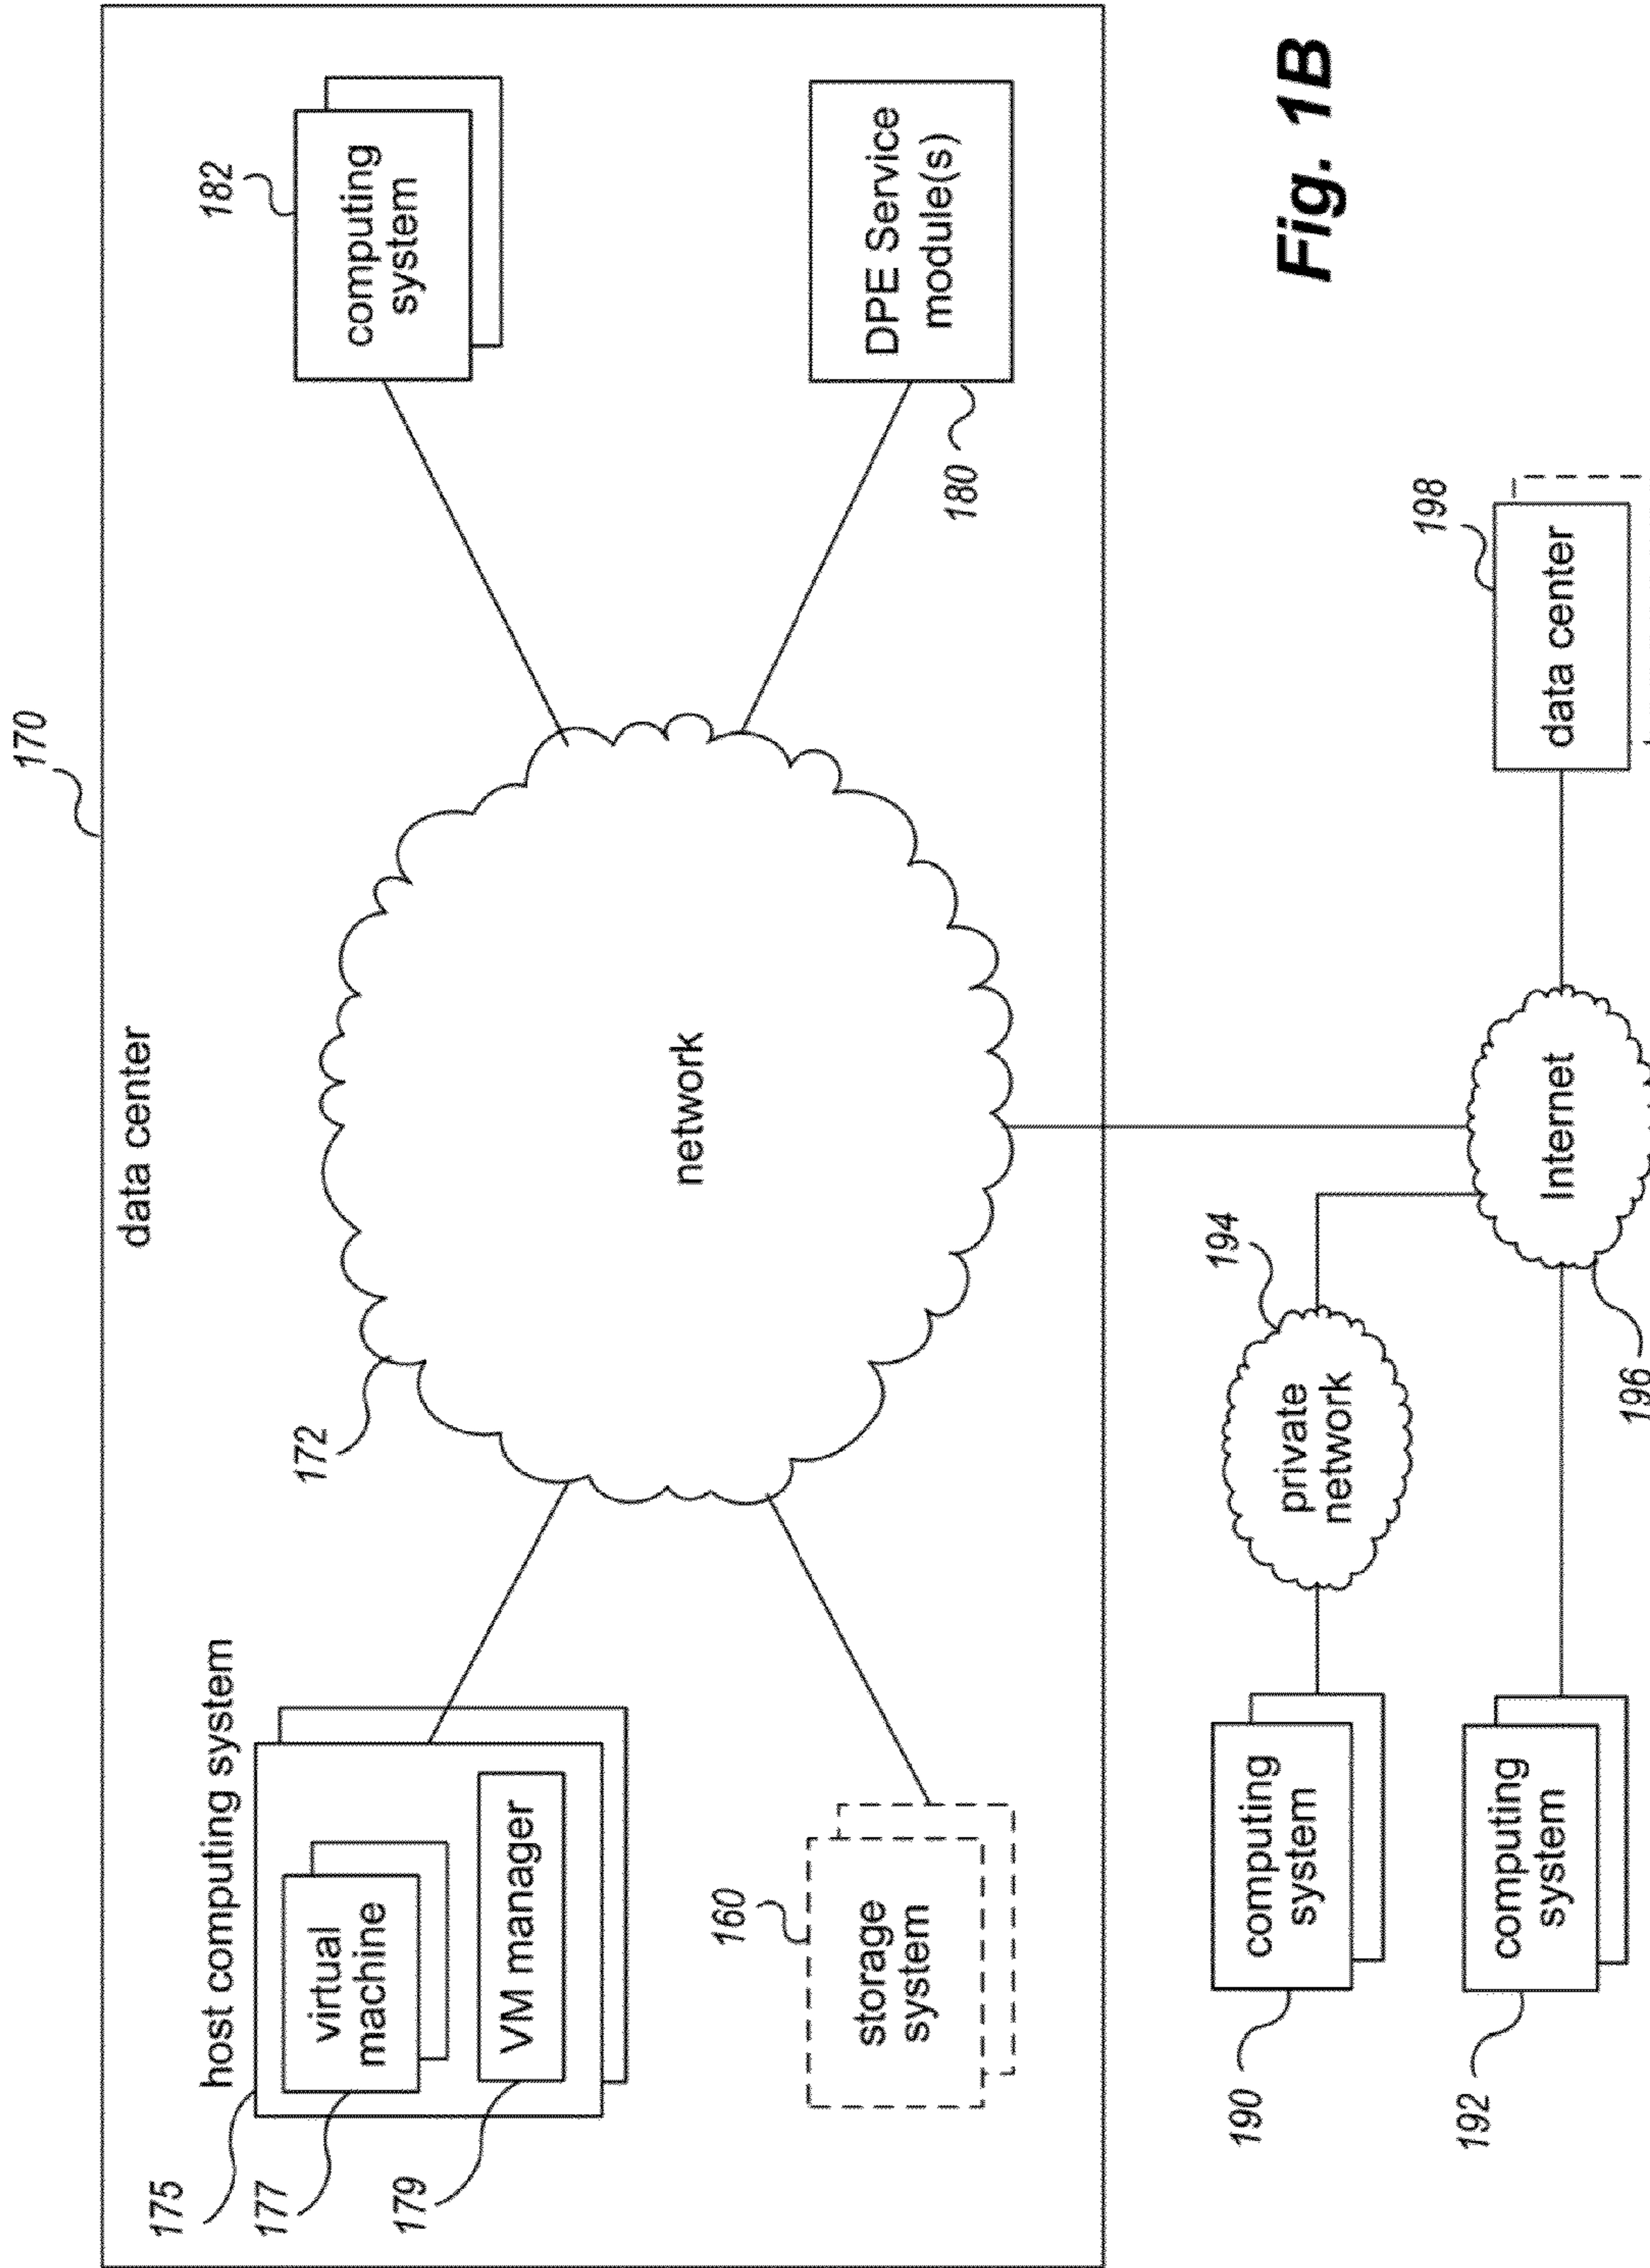 170
data center
175
host computing system
177
virtual
machine
179
VM manager
172
network
182
computing
system
160
storage
system
180
DPE Service
module(s)
190
computing
system
194
private
network
192
computing
system
196
Internet
198
data center
Fig. 1B